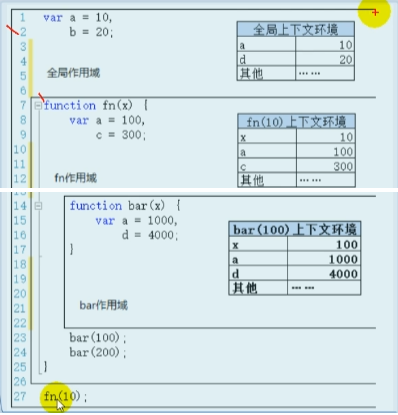 1 var a = 10,
2 b = 20;
3
4
5 全局作用域
6
全局上下文环境
a 10
d 20
其他 ……
7 function fn(x) {
8 var a = 100,
9 c = 300;
10
11
12 fn作用域
fn(10)上下文环境
x 10
a 100
c 300
其他 ……
14 function bar(x) {
15 var a = 1000,
16 d = 4000;
17 }
18
19
20
21 bar作用域
22
bar(100)上下文环境
x 100
a 1000
d 4000
其他 ……
23 bar(100);
24 bar(200);
25 }
26
27 fn(10);